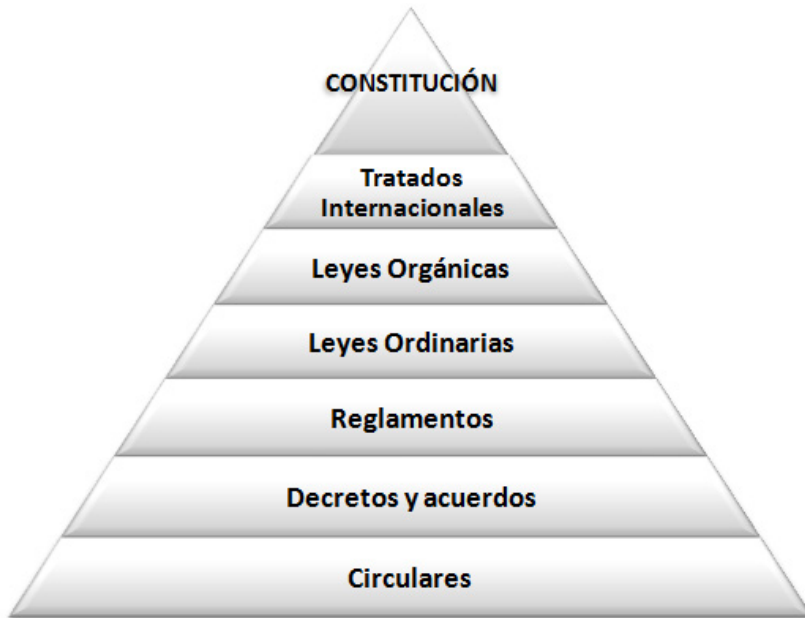 CONSTITUCIÓN
Tratados
Internacionales
Leyes Orgánicas
Leyes Ordinarias
Reglamentos
Decretos y acuerdos
Circulares